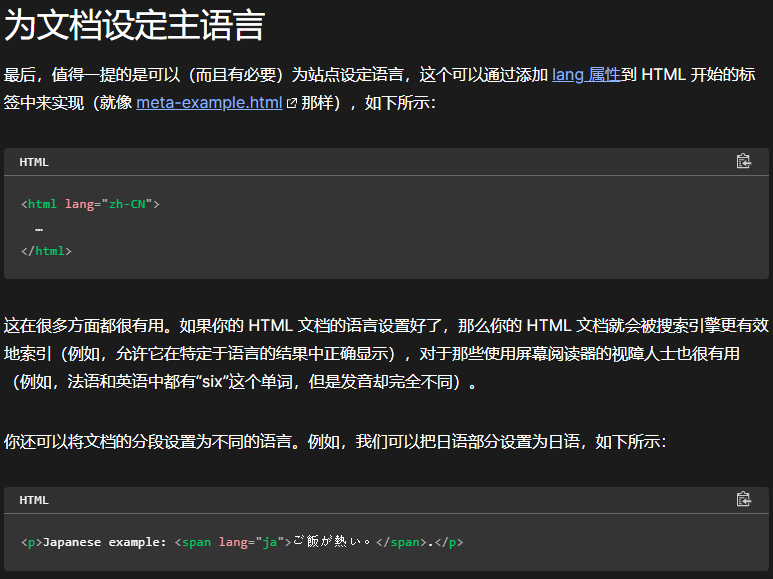 为文档设定主语言
最后，值得一提的是可以（而且有必要）为站点设定语言，这个可以通过添加 lang 属性到 HTML 开始的标
签中来实现（就像 meta-example.html 那样），如下所示：
HTML
<html lang="zh-CN">
…
</html>
这在很多方面都很有用。如果你的 HTML 文档的语言设置好了，那么你的 HTML 文档就会被搜索引擎更有效
地索引（例如，允许它在特定于语言的结果中正确显示），对于那些使用屏幕阅读器的视障人士也很有用
（例如，法语和英语中都有“six”这个单词，但是发音却完全不同）。
你还可以将文档的分段设置为不同的语言。例如，我们可以把日语部分设置为日语，如下所示：
HTML
<p>Japanese example: <span lang="ja">ご飯が熱い。</span>.</p>